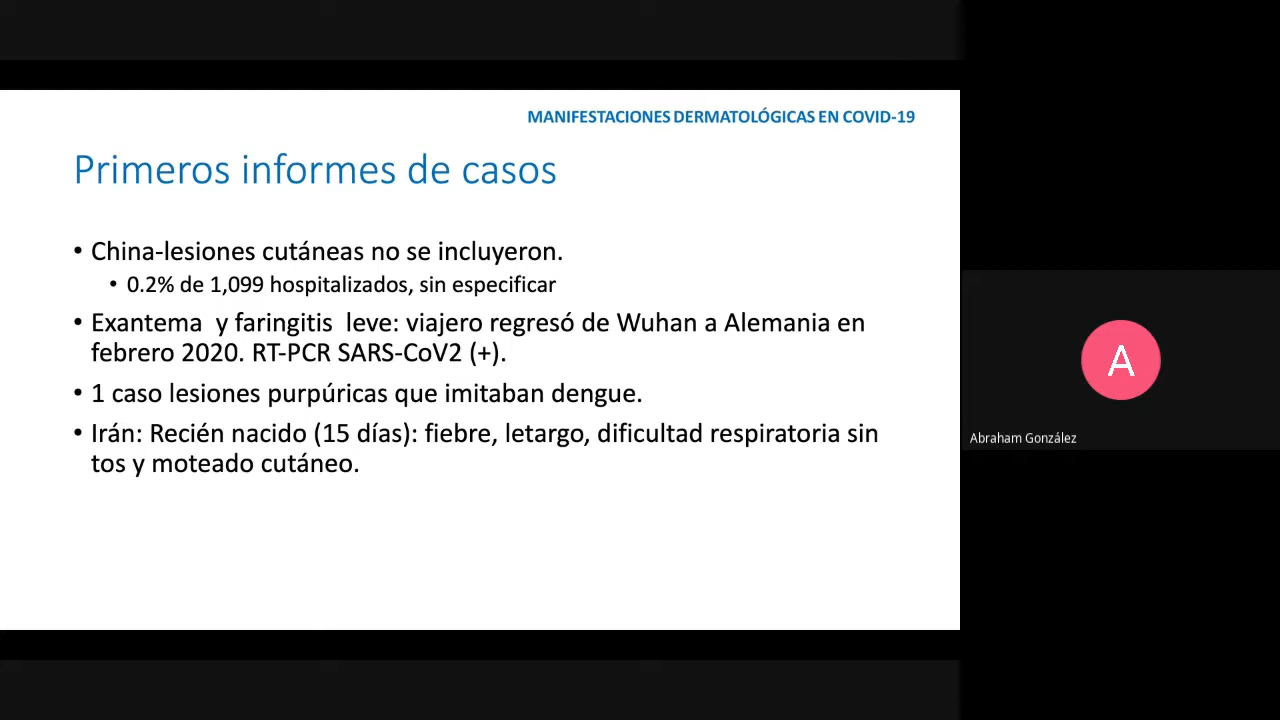 MANIFESTACIONES DERMATOLÓGICAS EN COVID-19
Primeros informes de casos
• China-lesiones cutáneas no se incluyeron.
• 0.2% de 1,099 hospitalizados, sin especificar
• Exantema y faringitis leve: viajero regresó de Wuhan a Alemania en
febrero 2020. RT-PCR SARS-CoV2 (+).
• 1 caso lesiones purpúricas que imitaban dengue.
• Irán: Recién nacido (15 días): fiebre, letargo, dificultad respiratoria sin
tos y moteado cutáneo.
A
Abraham González